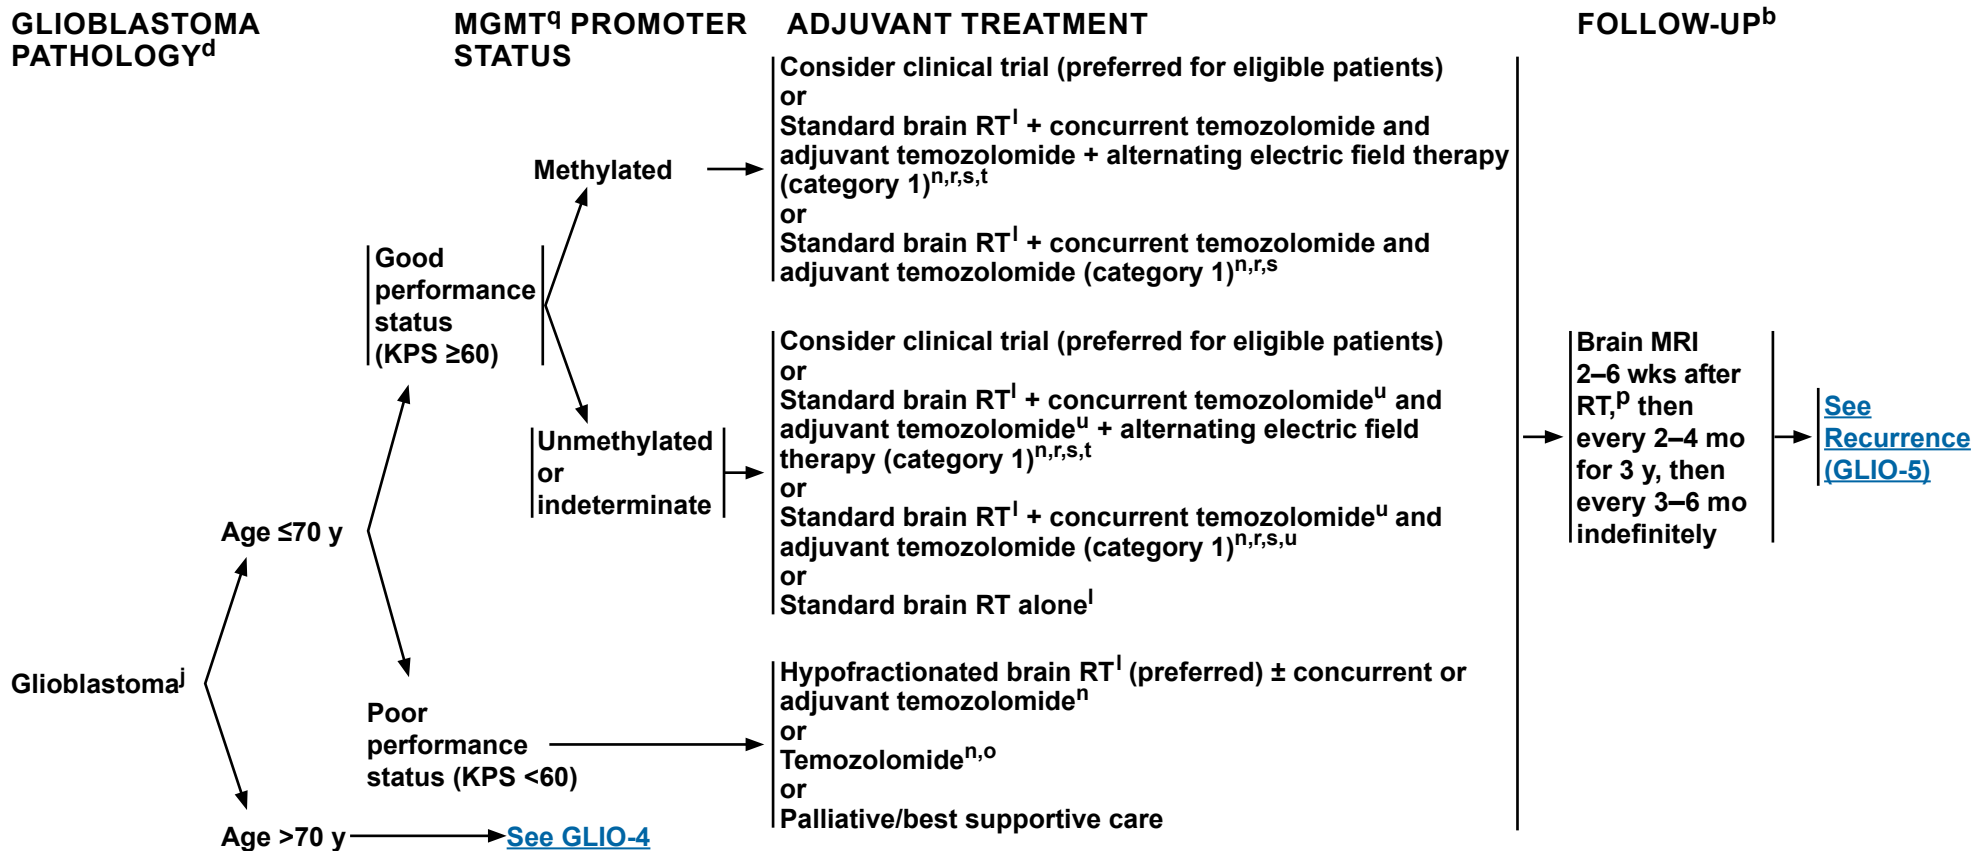 GLIOBLASTOMA
PATHOLOGYᵈ
MGMTq PROMOTER
STATUS
ADJUVANT TREATMENT
FOLLOW-UPᵇ
Glioblastomaʲ
Age ≤70 y
Age >70 y
See GLIO-4
Good
performance
status
(KPS ≥60)
Poor
performance
status (KPS <60)
Methylated
Unmethylated
or
indeterminate
Consider clinical trial (preferred for eligible patients)
or
Standard brain RTˡ + concurrent temozolomide and
adjuvant temozolomide + alternating electric field therapy
(category 1)ⁿ,ʳ,ˢ,ᵗ
or
Standard brain RTˡ + concurrent temozolomide and
adjuvant temozolomide (category 1)ⁿ,ʳ,ˢ
Consider clinical trial (preferred for eligible patients)
or
Standard brain RTˡ + concurrent temozolomideᵘ and
adjuvant temozolomideᵘ + alternating electric field
therapy (category 1)ⁿ,ʳ,ˢ,ᵗ
or
Standard brain RTˡ + concurrent temozolomideᵘ and
adjuvant temozolomide (category 1)ⁿ,ʳ,ˢ,ᵘ
or
Standard brain RT aloneˡ
Hypofractionated brain RTˡ (preferred) ± concurrent or
adjuvant temozolomideⁿ
or
Temozolomideⁿ,ᵒ
or
Palliative/best supportive care
Brain MRI
2–6 wks after
RT,ᵖ then
every 2–4 mo
for 3 y, then
every 3–6 mo
indefinitely
See
Recurrence
(GLIO-5)